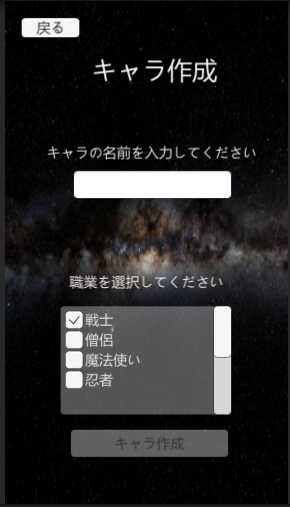 戻る
キャラ作成
キャラの名前を入力してください
職業を選択してください
戦士
僧侶
魔法使い
忍者
キャラ作成